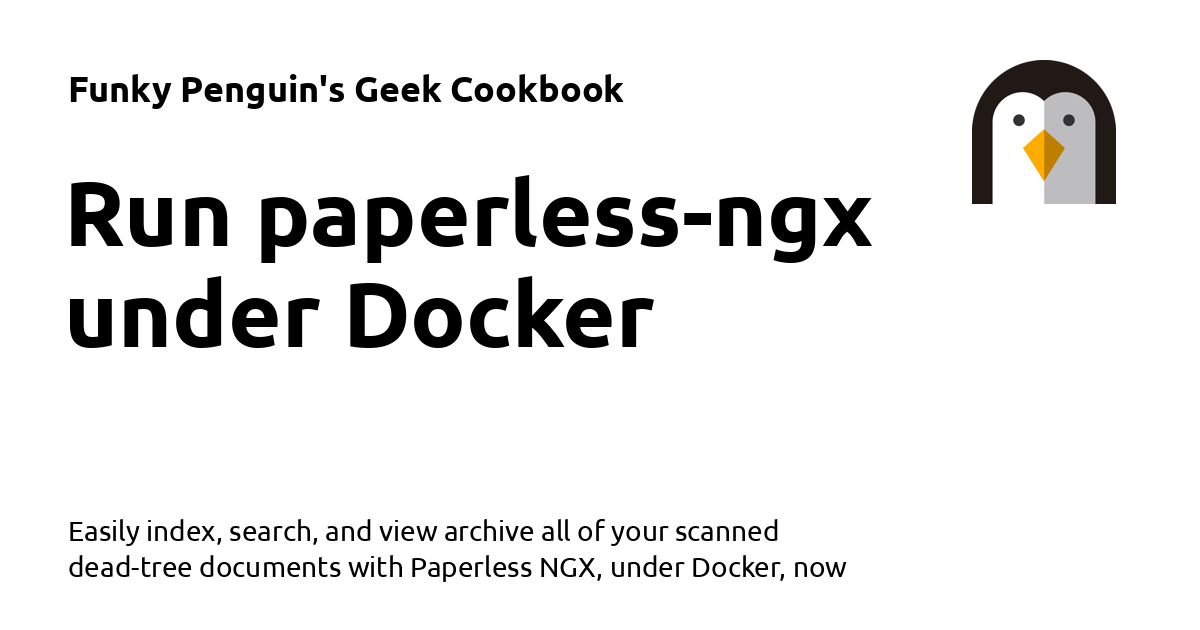 Funky Penguin's Geek Cookbook
Run paperless-ngx
under Docker
Easily index, search, and view archive all of your scanned
dead-tree documents with Paperless NGX, under Docker, now